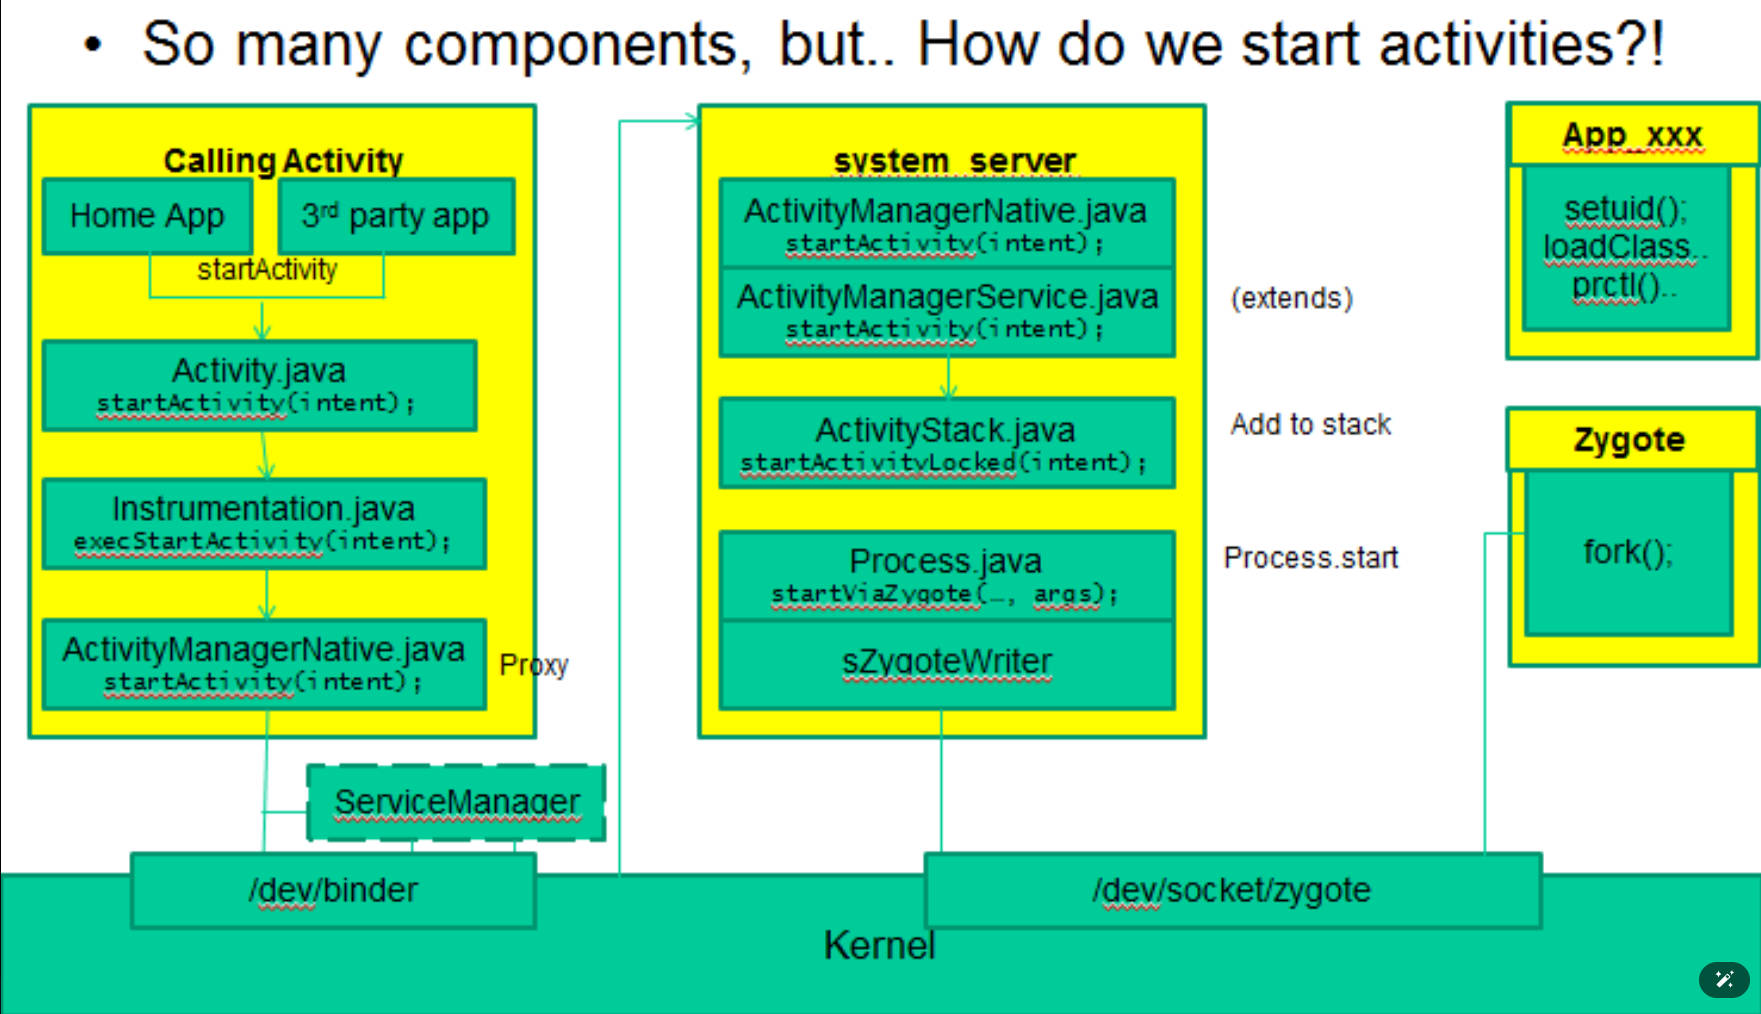 • So many components, but.. How do we start activities?!
Calling Activity
Home App
3rd party app
startActivity
Activity.java
startActivity(intent);
Instrumentation.java
execStartActivity(intent);
ActivityManagerNative.java
startActivity(intent);
Proxy
ServiceManager
/dev/binder
system_server
ActivityManagerNative.java
startActivity(intent);
ActivityManagerService.java
startActivity(intent);
(extends)
ActivityStack.java
startActivityLocked(intent);
Add to stack
Process.java
startViaZygote(…, args);
Process.start
sZygoteWriter
App_xxx
setuid();
loadClass..
prctl()..
Zygote
fork();
/dev/socket/zygote
Kernel